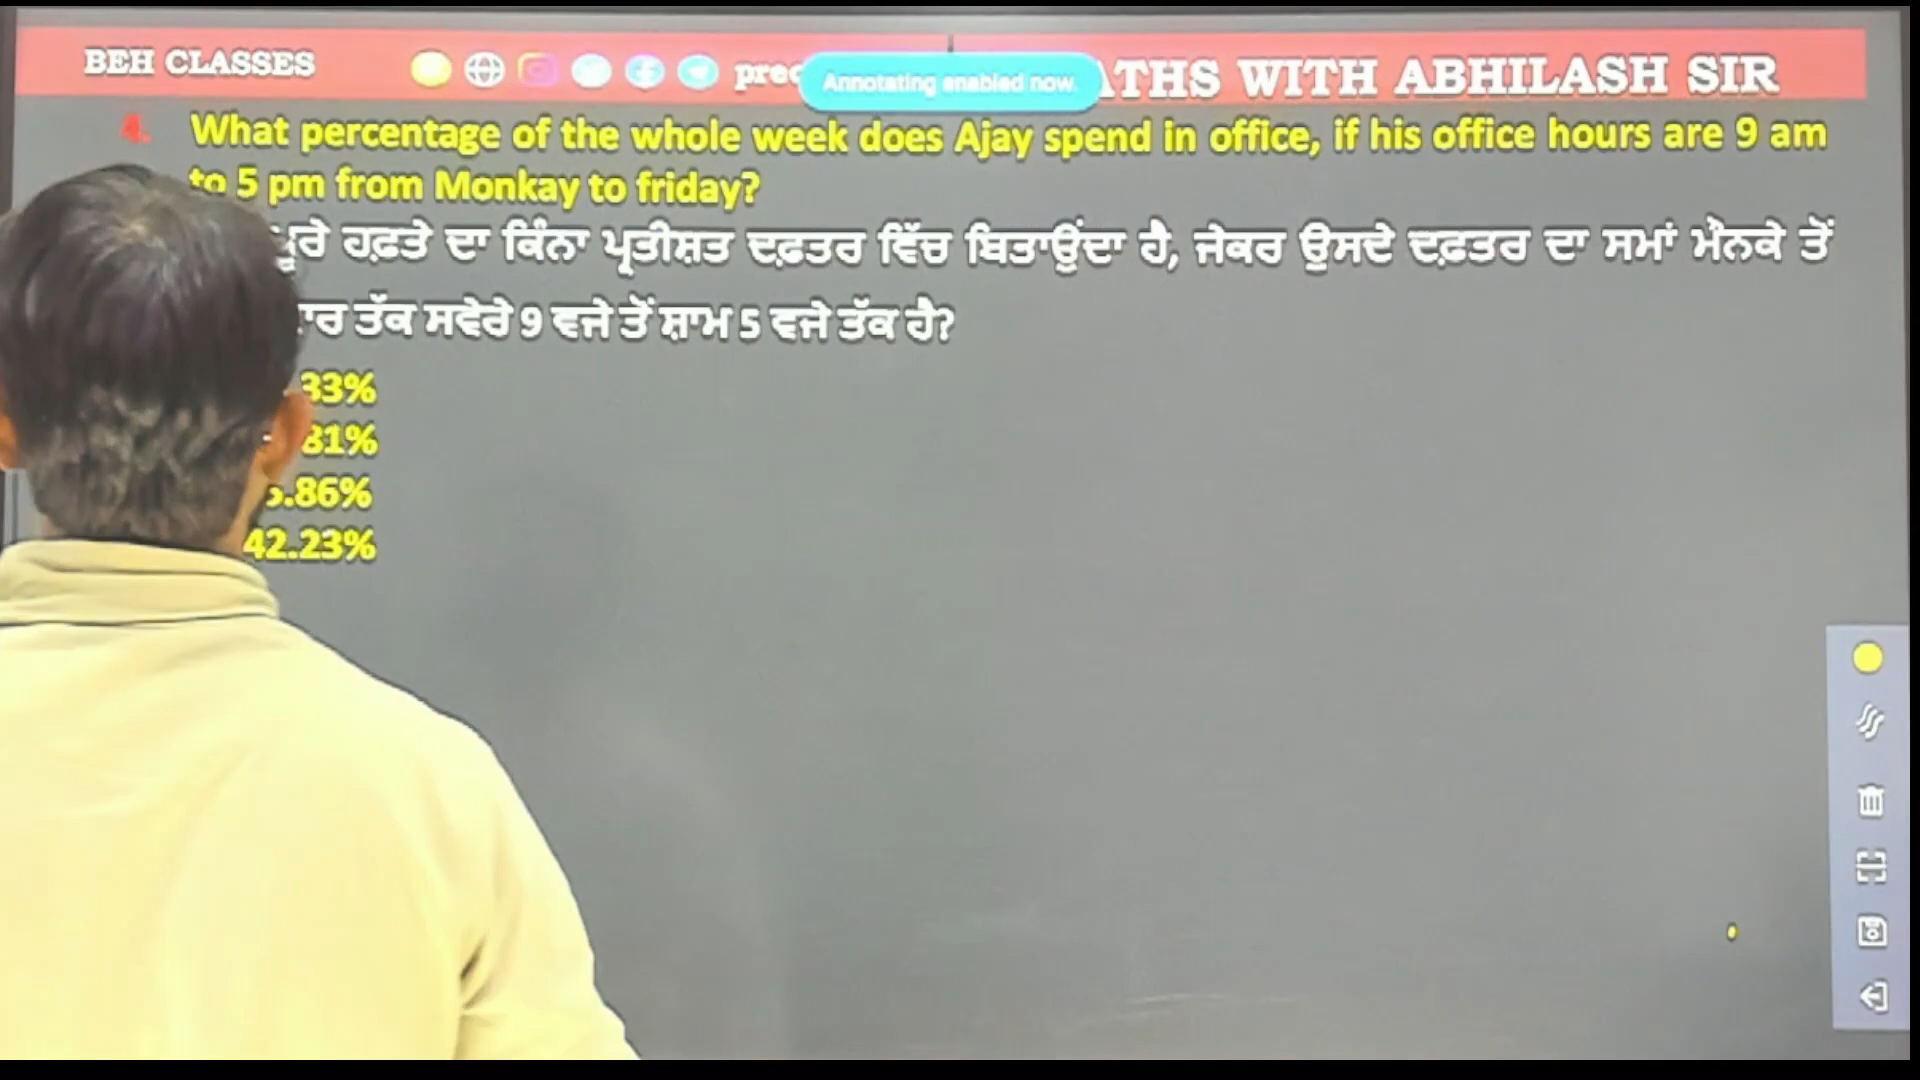 BEH CLASSES
Annotating enabled now.
WITH ABHILASH SIR
4. What percentage of the whole week does Ajay spend in office, if his office hours are 9 am
to 5 pm from Monkay to friday?
ਹਫ਼ਤੇ ਦਾ ਕਿੰਨਾ ਪ੍ਰਤੀਸ਼ਤ ਦਫ਼ਤਰ ਵਿੱਚ ਬਿਤਾਉਂਦਾ ਹੈ, ਜੇਕਰ ਉਸਦੇ ਦਫ਼ਤਰ ਦਾ ਸਮਾਂ ਮੌਨਕੇ ਤੋਂ
ਤੱਕ ਸਵੇਰੇ 9 ਵਜੇ ਤੋਂ ਸ਼ਾਮ 5 ਵਜੇ ਤੱਕ ਹੈ?
33%
81%
.86%
42.23%